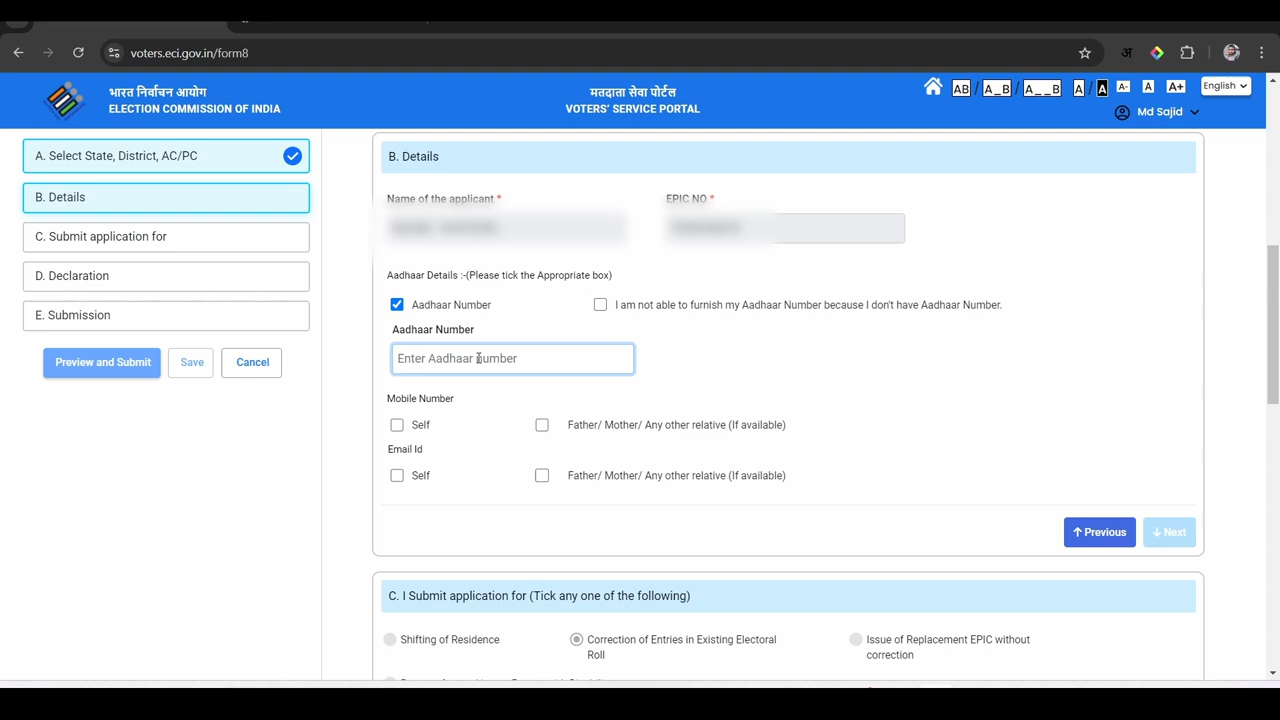 voters.eci.gov.in/form8
अ
भारत निर्वाचन आयोग
ELECTION COMMISSION OF INDIA
मतदाता सेवा पोर्टल
VOTERS' SERVICE PORTAL
AB / A_B / A__B A / A A- A A+ English
Md Sajid
A. Select State, District, AC/PC
B. Details
C. Submit application for
D. Declaration
E. Submission
Preview and Submit Save Cancel
B. Details
Name of the applicant * EPIC NO *
Aadhaar Details :-(Please tick the Appropriate box)
Aadhaar Number I am not able to furnish my Aadhaar Number because I don't have Aadhaar Number.
Aadhaar Number
Enter Aadhaar number
Mobile Number
Self Father/ Mother/ Any other relative (If available)
Email Id
Self Father/ Mother/ Any other relative (If available)
Previous Next
C. I Submit application for (Tick any one of the following)
Shifting of Residence Correction of Entries in Existing Electoral Roll Issue of Replacement EPIC without correction